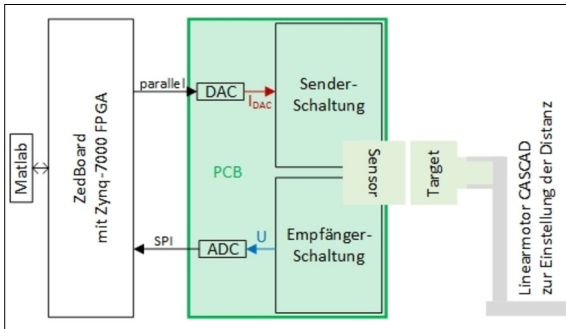 Matlab
ZedBoard
mit Zynq-7000 FPGA
parallel
SPI
DAC
I_DAC
PCB
U
ADC
Sender-
Schaltung
Empfänger-
Schaltung
Sensor
Target
Linearmotor CASCAD
zur Einstellung der Distanz